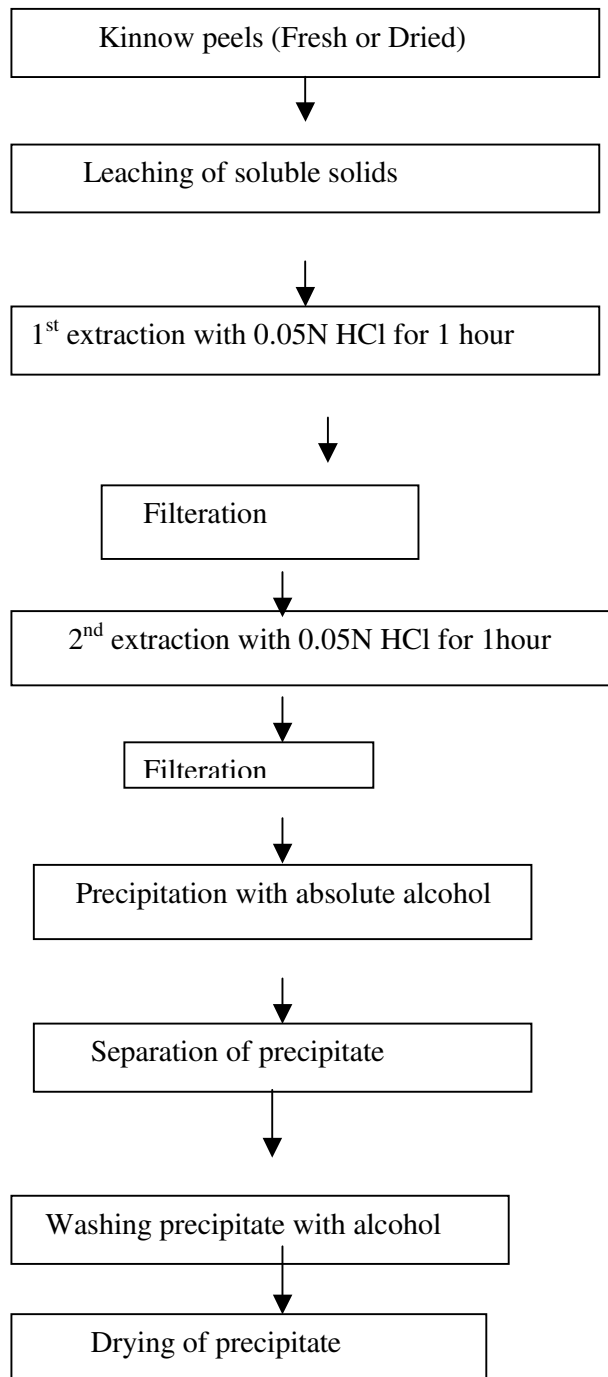 Kinnow peels (Fresh or Dried)
Leaching of soluble solids
1st extraction with 0.05N HCl for 1 hour
Filteration
2nd extraction with 0.05N HCl for 1hour
Filteration
Precipitation with absolute alcohol
Separation of precipitate
Washing precipitate with alcohol
Drying of precipitate